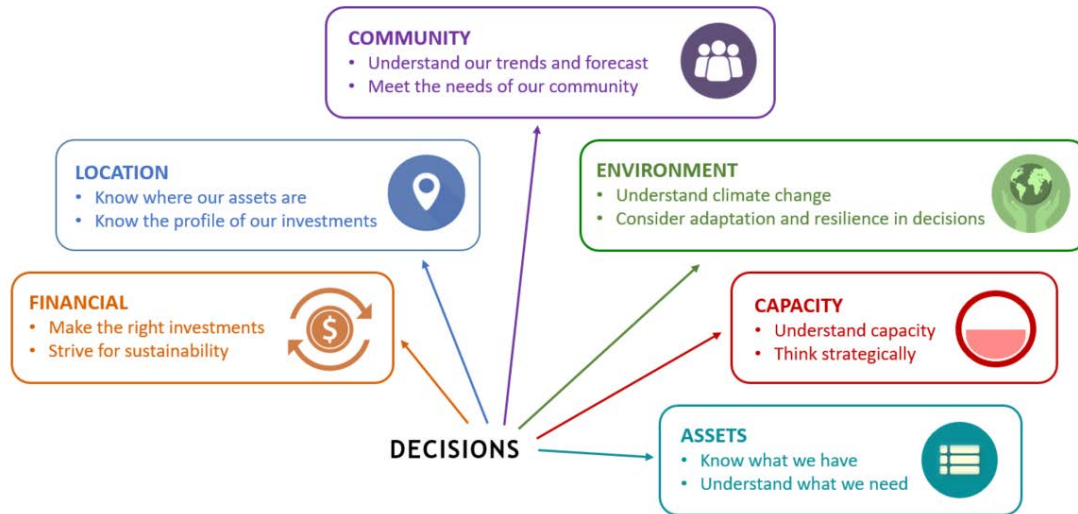 COMMUNITY
• Understand our trends and forecast
• Meet the needs of our community
LOCATION
• Know where our assets are
• Know the profile of our investments
ENVIRONMENT
• Understand climate change
• Consider adaptation and resilience in decisions
FINANCIAL
• Make the right investments
• Strive for sustainability
$
CAPACITY
• Understand capacity
• Think strategically
DECISIONS
ASSETS
• Know what we have
• Understand what we need